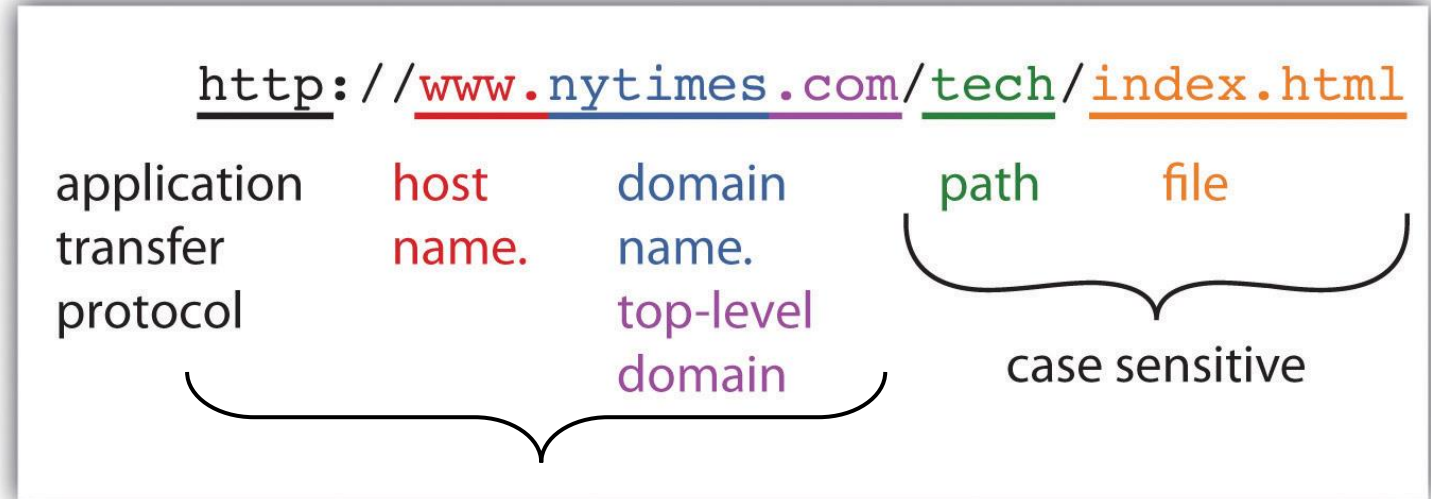 http://www.nytimes.com/tech/index.html
application host domain path file
transfer name. name.
protocol top-level
domain
case sensitive